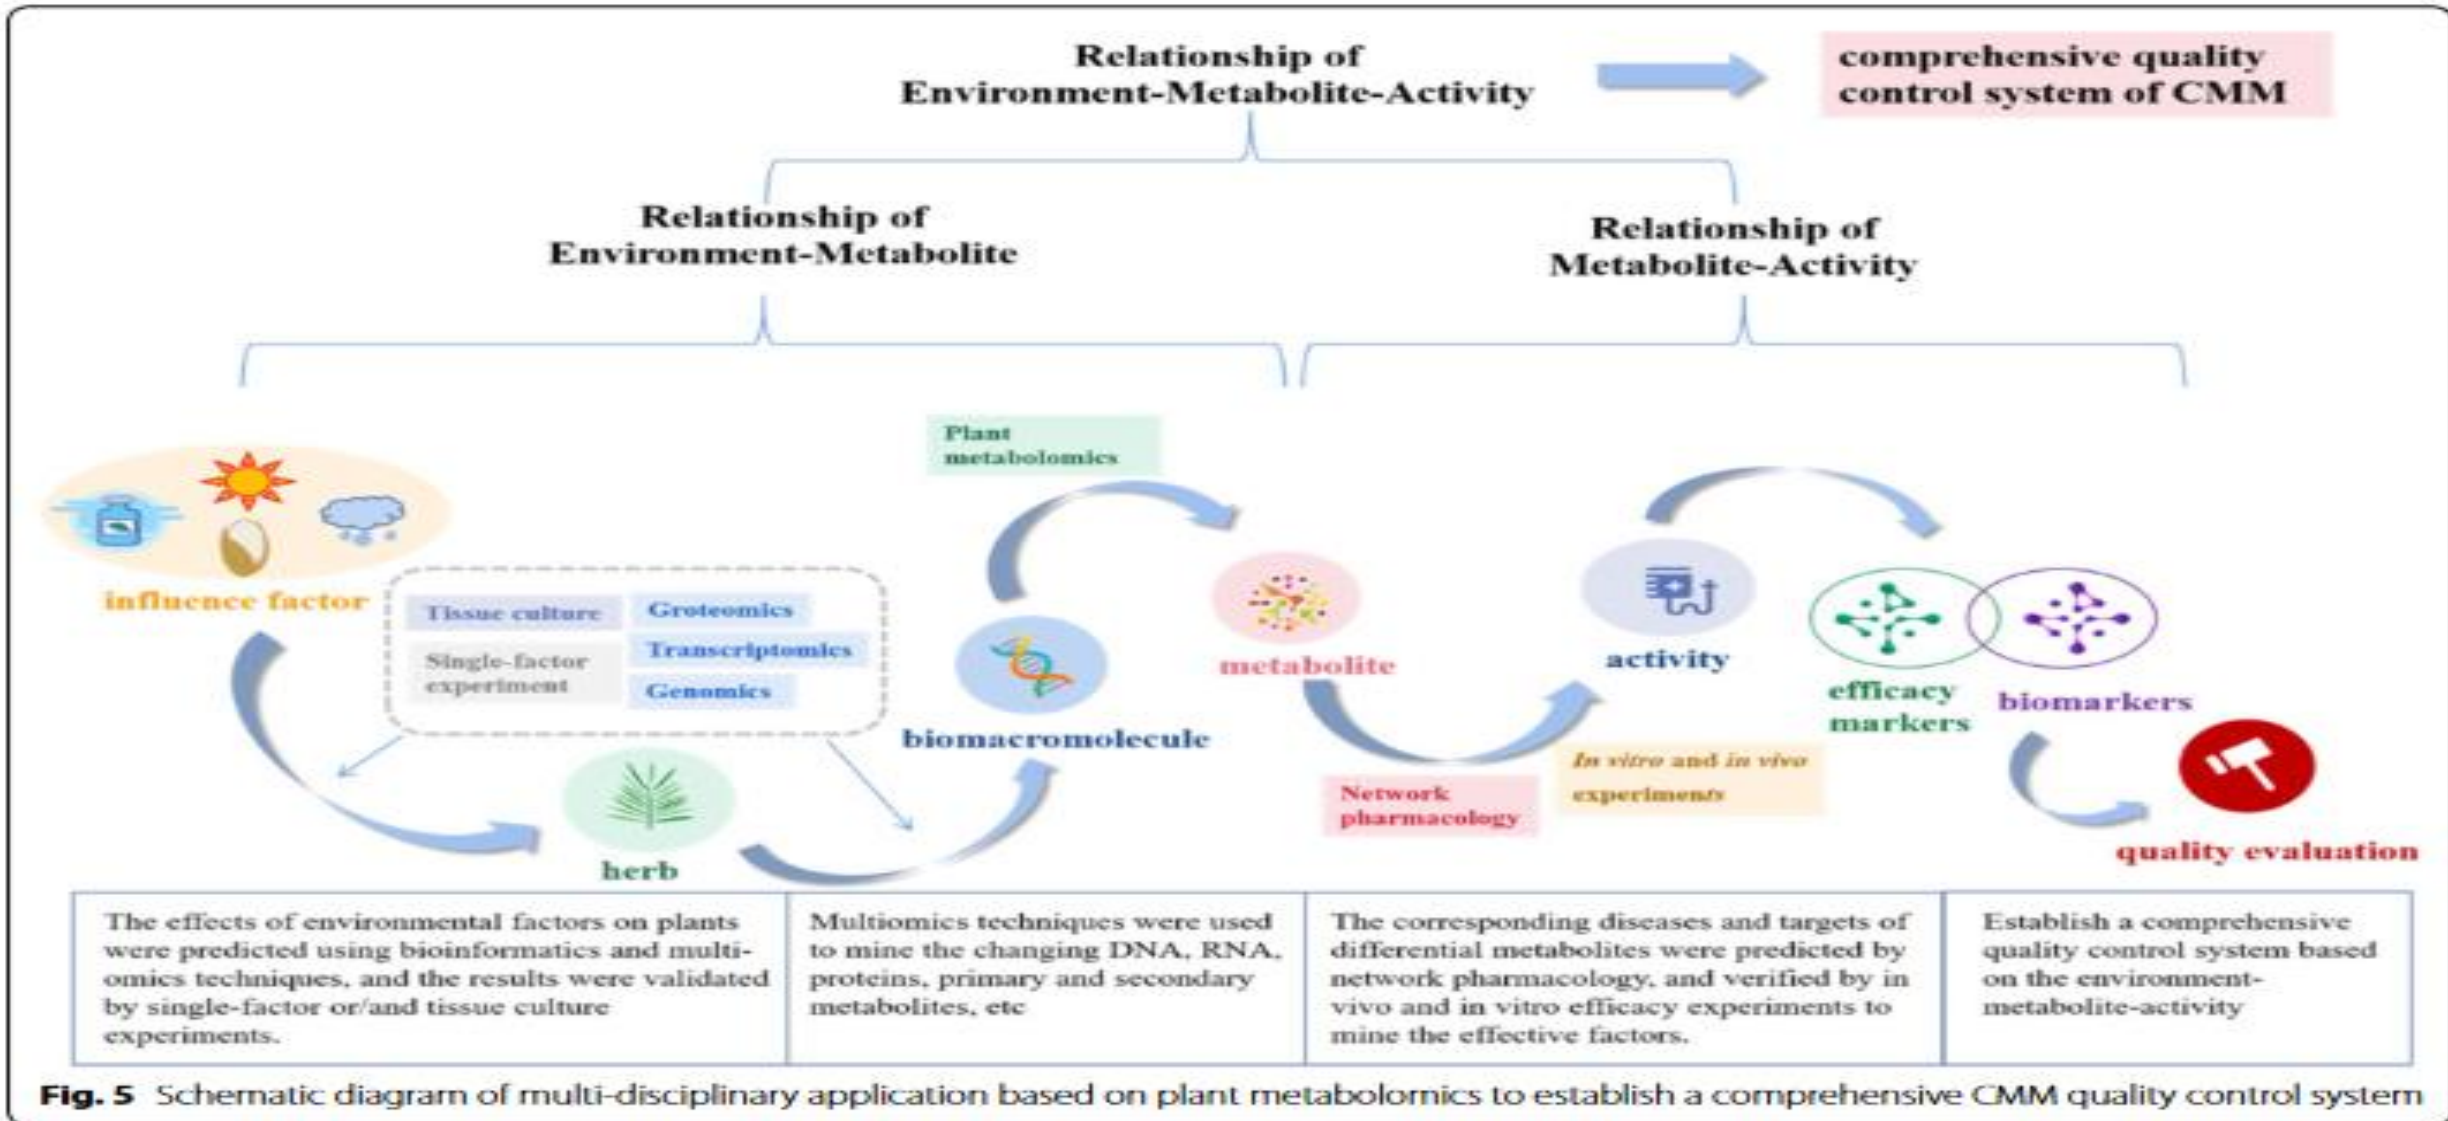 Relationship of
Environment-Metabolite-Activity
comprehensive quality
control system of CMM
Relationship of
Environment-Metabolite
Relationship of
Metabolite-Activity
Plant
metabolomics
influence factor
Tissue culture
Groteomics
Single-factor
experiment
Transcriptomics
Genomics
herb
biomacromolecule
metabolite
Network
pharmacology
In vitro and in vivo
experiments
activity
efficacy
markers
biomarkers
quality evaluation
The effects of environmental factors on plants
were predicted using bioinformatics and multi-
omics techniques, and the results were validated
by single-factor or/and tissue culture
experiments.
Multiomics techniques were used
to mine the changing DNA, RNA,
proteins, primary and secondary
metabolites, etc
The corresponding diseases and targets of
differential metabolites were predicted by
network pharmacology, and verified by in
vivo and in vitro efficacy experiments to
mine the effective factors.
Establish a comprehensive
quality control system based
on the environment-
metabolite-activity
Fig. 5 Schematic diagram of multi-disciplinary application based on plant metabolomics to establish a comprehensive CMM quality control system